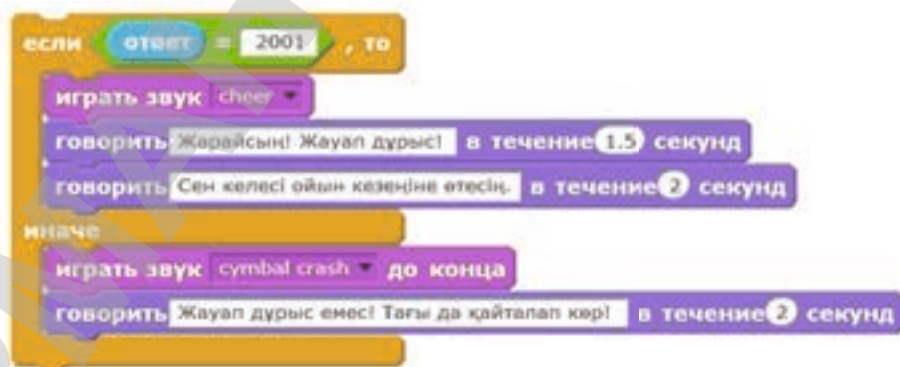 если ответ = 2001 , то
играть звук cheer
говорить Жарайсың! Жауап дұрыс! в течение 1.5 секунд
говорить Сен келесі ойын кезеңіне өтесің. в течение 2 секунд
иначе
играть звук cymbal crash до конца
говорить Жауап дұрыс емес! Тағы да қайталап көр! в течение 2 секунд